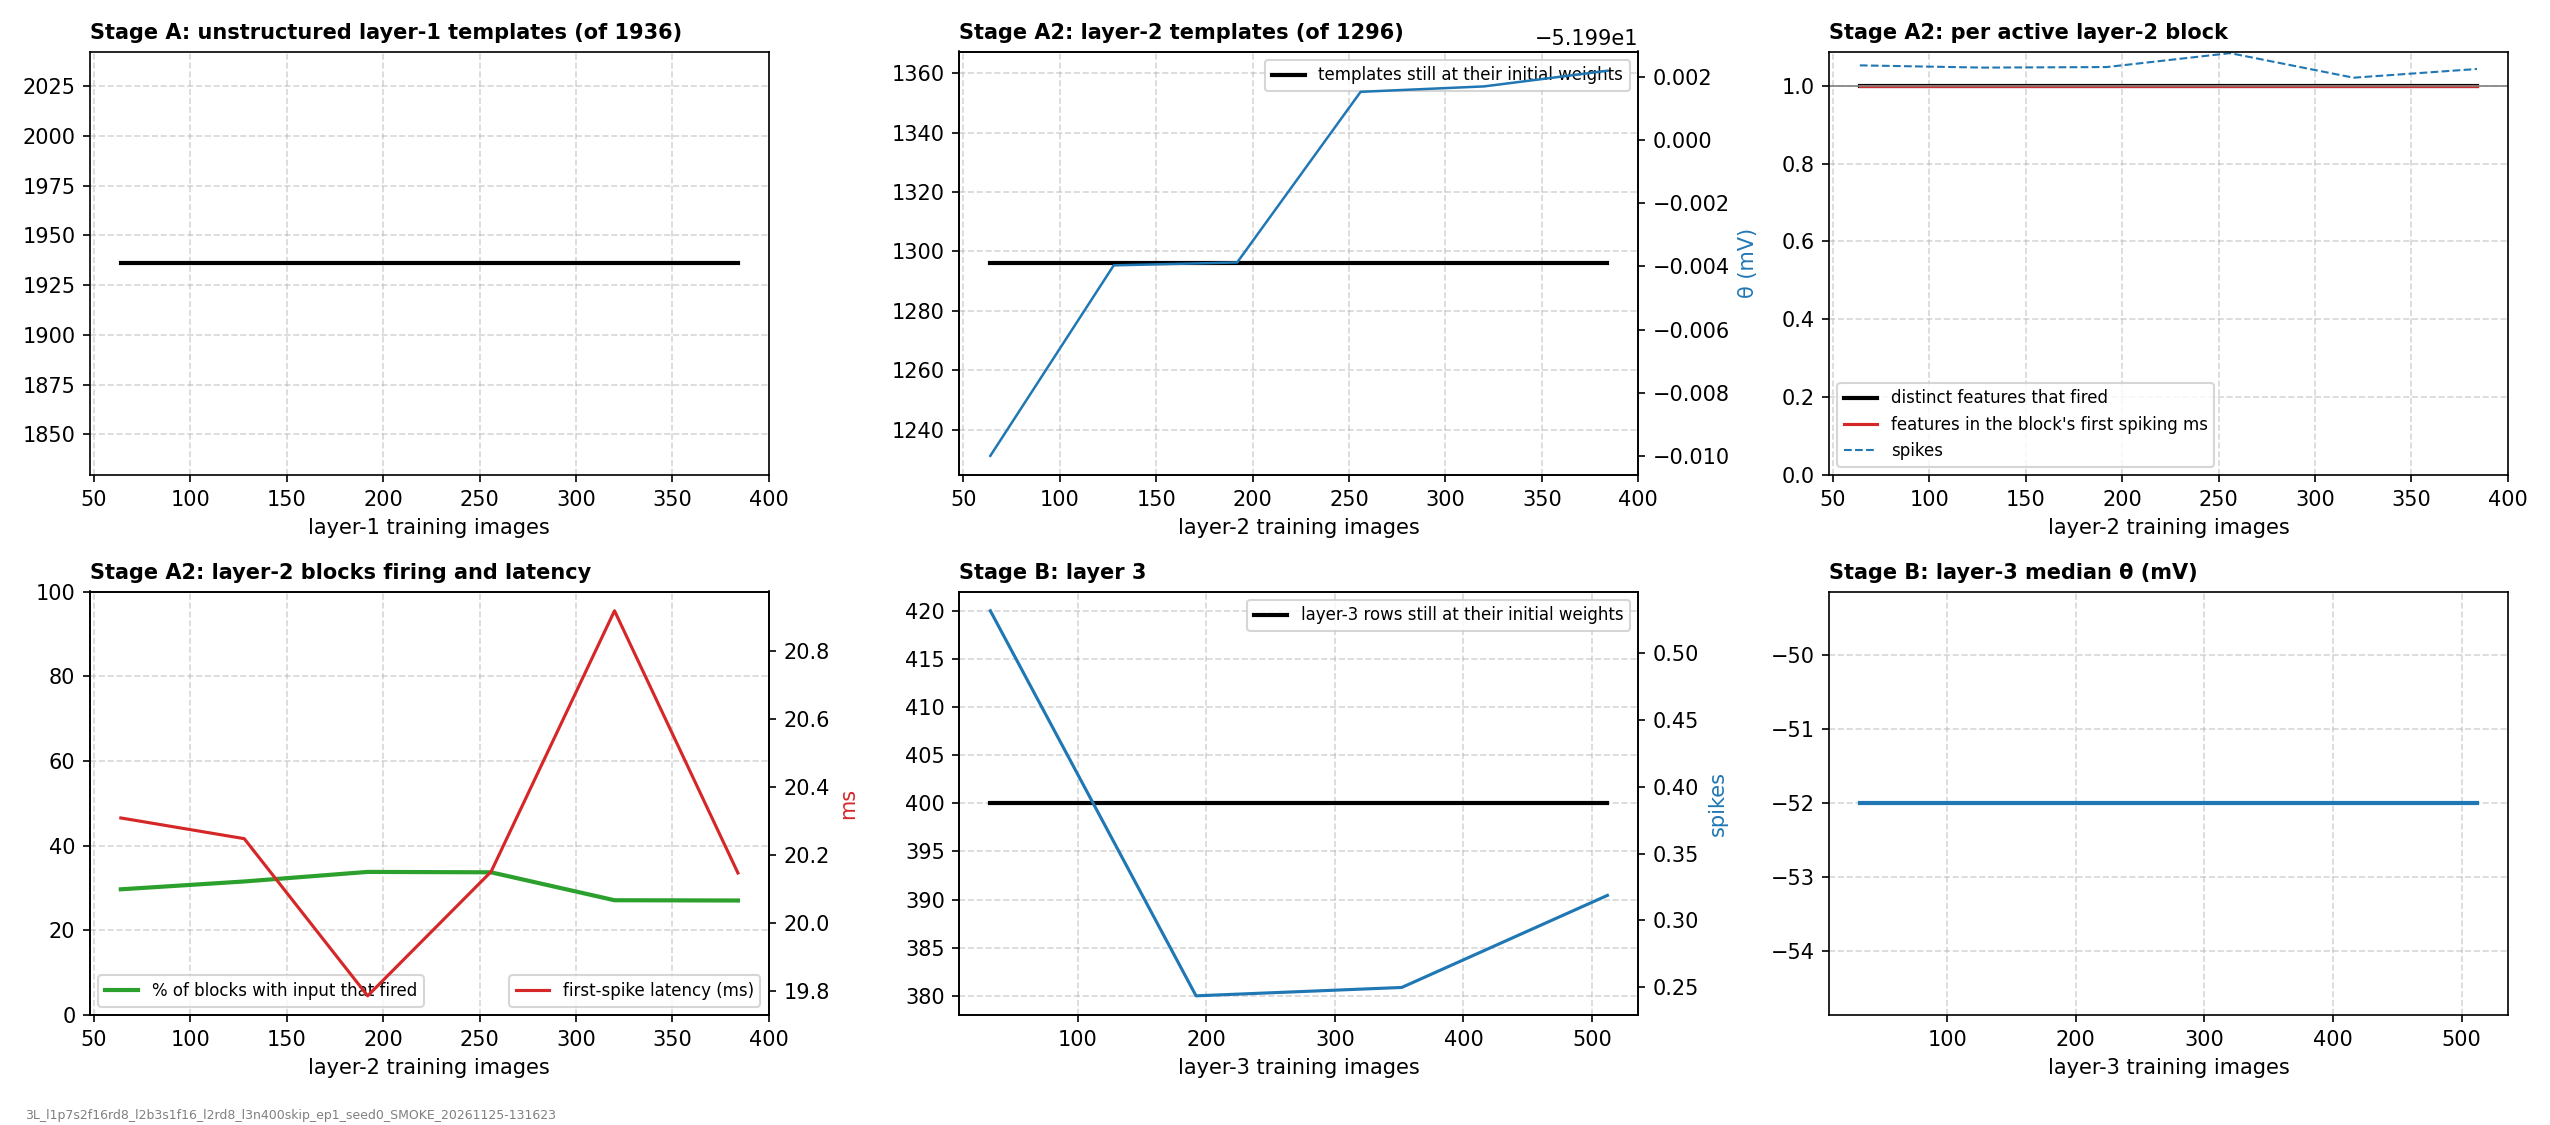 Stage A: unstructured layer-1 templates (of 1936)
2025
2000
1975
1950
1925
1900
1875
1850
50 100 150 200 250 300 350 400
layer-1 training images
Stage A2: layer-2 templates (of 1296)
−5.199e1
templates still at their initial weights
1360
1340
1320
1300
1280
1260
1240
0.002
0.000
−0.002
−0.004
−0.006
−0.008
−0.010
θ (mV)
50 100 150 200 250 300 350 400
layer-2 training images
Stage A2: per active layer-2 block
1.0
0.8
0.6
0.4
0.2
0.0
distinct features that fired
features in the block's first spiking ms
spikes
50 100 150 200 250 300 350 400
layer-2 training images
Stage A2: layer-2 blocks firing and latency
100
80
60
40
20
0
20.8
20.6
20.4
20.2
20.0
19.8
ms
% of blocks with input that fired
first-spike latency (ms)
50 100 150 200 250 300 350 400
layer-2 training images
Stage B: layer 3
layer-3 rows still at their initial weights
420
415
410
405
400
395
390
385
380
0.50
0.45
0.40
0.35
0.30
0.25
spikes
100 200 300 400 500
layer-3 training images
Stage B: layer-3 median θ (mV)
−50
−51
−52
−53
−54
100 200 300 400 500
layer-3 training images
3L_l1p7s2f16rd8_l2b3s1f16_l2rd8_l3n400skip_ep1_seed0_SMOKE_20261125-131623